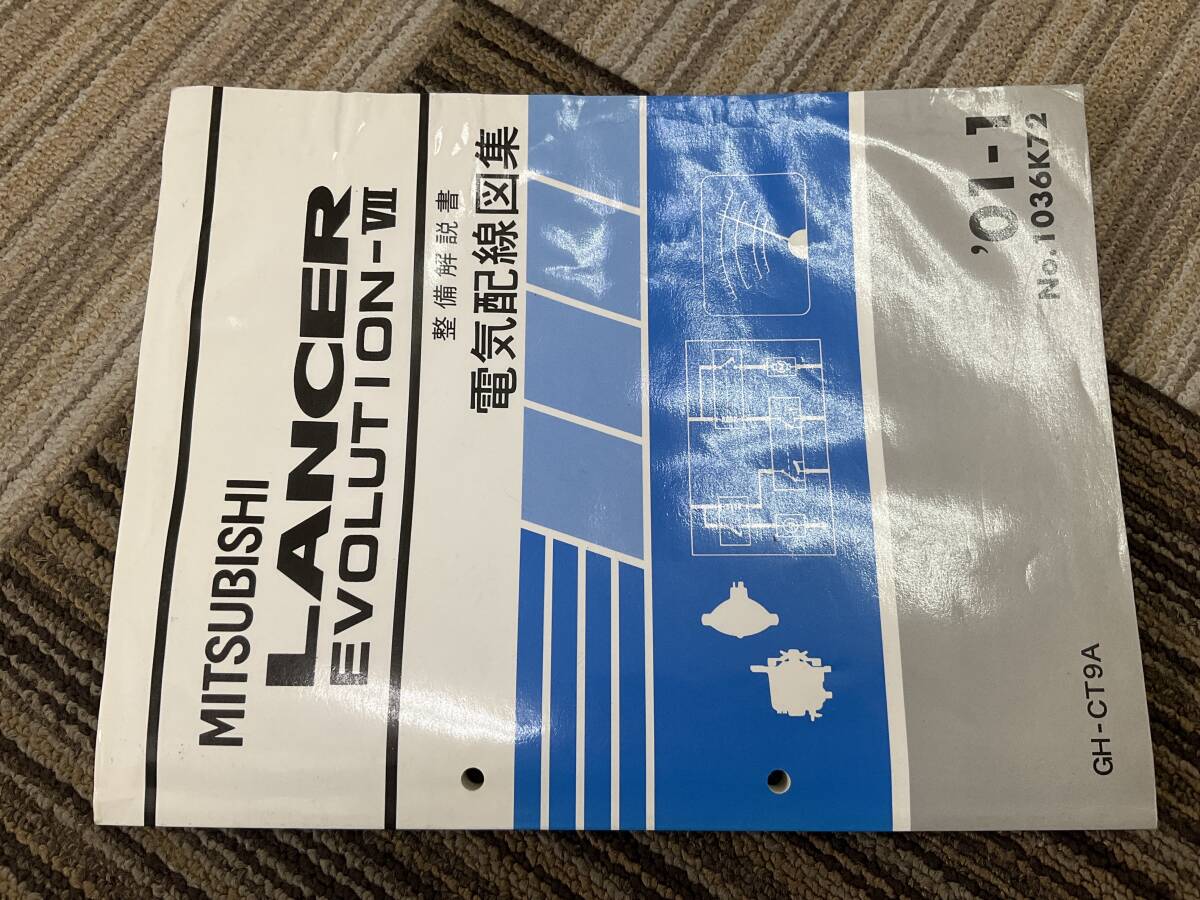 MITSUBISHI
LANCER
EVOLUTION-VII
整備解説書
電気配線図集
'01-1
No.1036K72
GH-CT9A